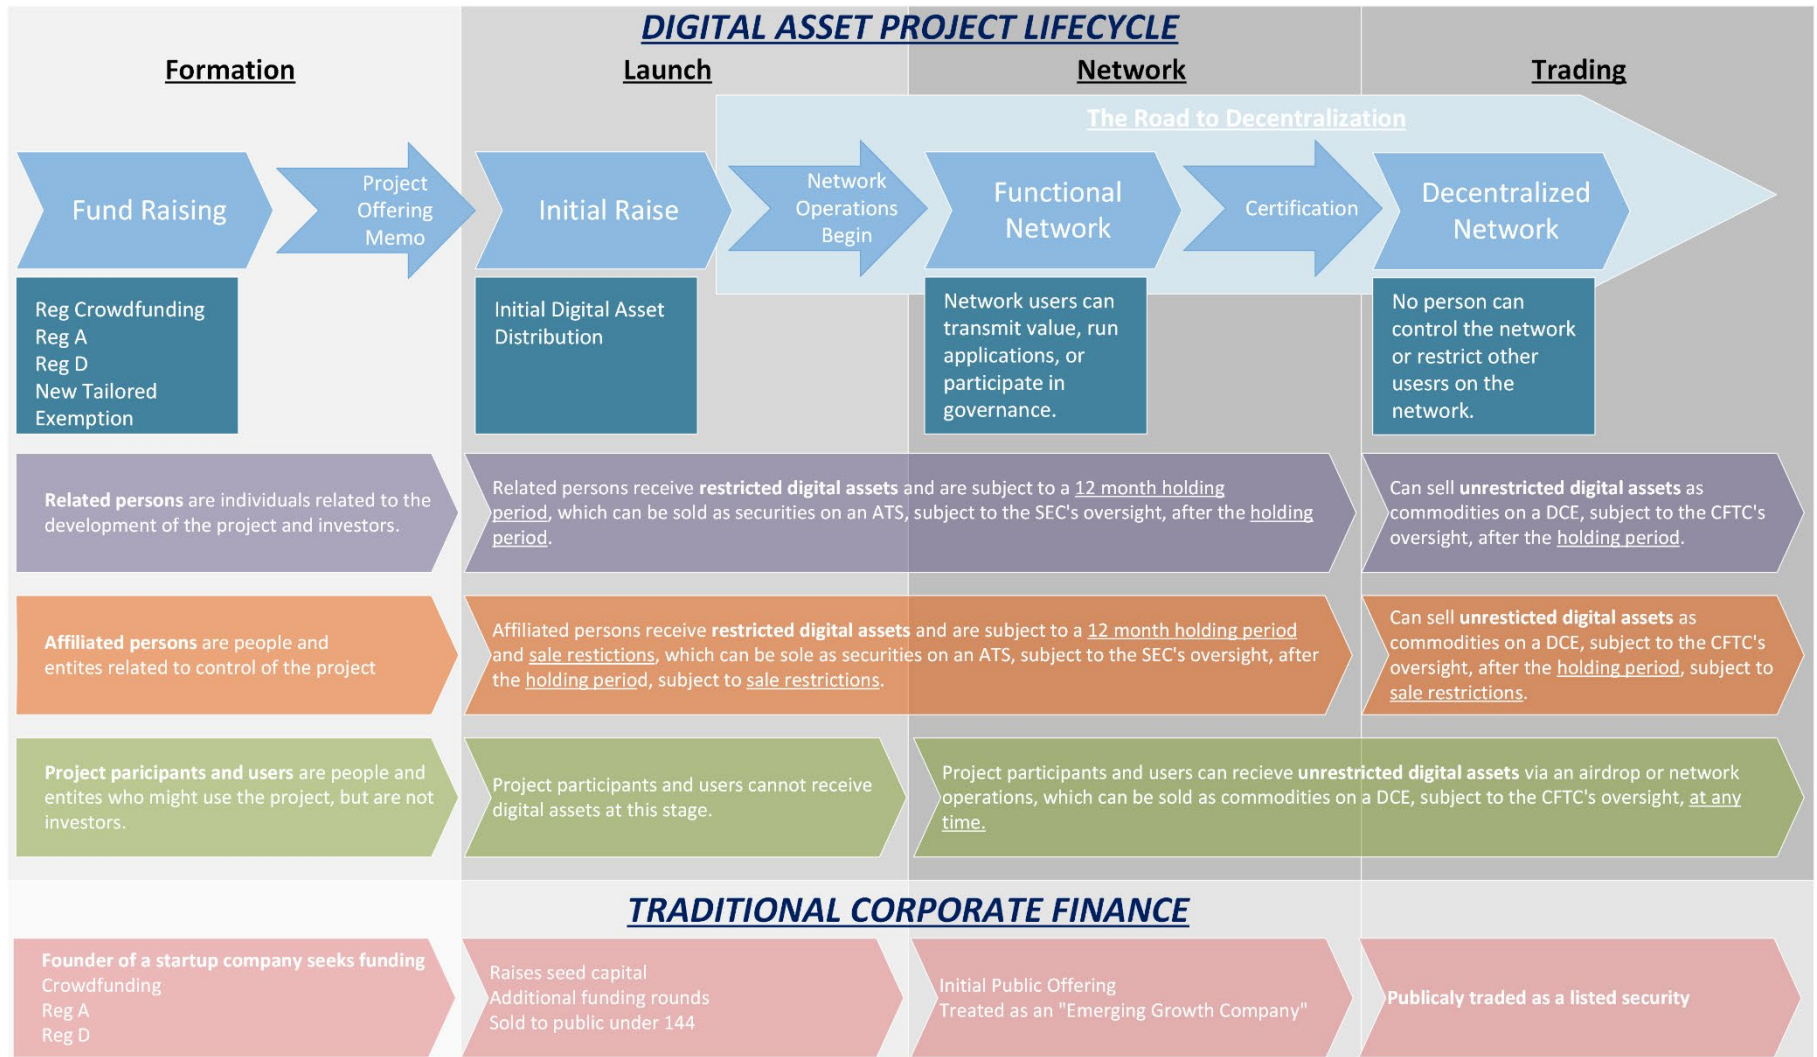 DIGITAL ASSET PROJECT LIFECYCLE
Formation
Launch
Network
Trading
The Road to Decentralization
Fund Raising
Project
Offering
Memo
Initial Raise
Network
Operations
Begin
Functional
Network
Certification
Decentralized
Network
Reg Crowdfunding
Reg A
Reg D
New Tailored
Exemption
Initial Digital Asset
Distribution
Network users can
transmit value, run
applications, or
participate in
governance.
No person can
control the network
or restrict other
usesrs on the
network.
Related persons are individuals related to the
development of the project and investors.
Related persons receive restricted digital assets and are subject to a 12 month holding
period, which can be sold as securities on an ATS, subject to the SEC's oversight, after the holding
period.
Can sell unrestricted digital assets as
commodities on a DCE, subject to the CFTC's
oversight, after the holding period.
Affiliated persons are people and
entites related to control of the project
Affiliated persons receive restricted digital assets and are subject to a 12 month holding period
and sale restictions, which can be sole as securities on an ATS, subject to the SEC's oversight, after
the holding period, subject to sale restrictions.
Can sell unresticted digital assets as
commodities on a DCE, subject to the CFTC's
oversight, after the holding period, subject to
sale restrictions.
Project paricipants and users are people and
entites who might use the project, but are not
investors.
Project participants and users cannot receive
digital assets at this stage.
Project participants and users can recieve unrestricted digital assets via an airdrop or network
operations, which can be sold as commodities on a DCE, subject to the CFTC's oversight, at any
time.
TRADITIONAL CORPORATE FINANCE
Founder of a startup company seeks funding
Crowdfunding
Reg A
Reg D
Raises seed capital
Additional funding rounds
Sold to public under 144
Initial Public Offering
Treated as an "Emerging Growth Company"
Publicaly traded as a listed security